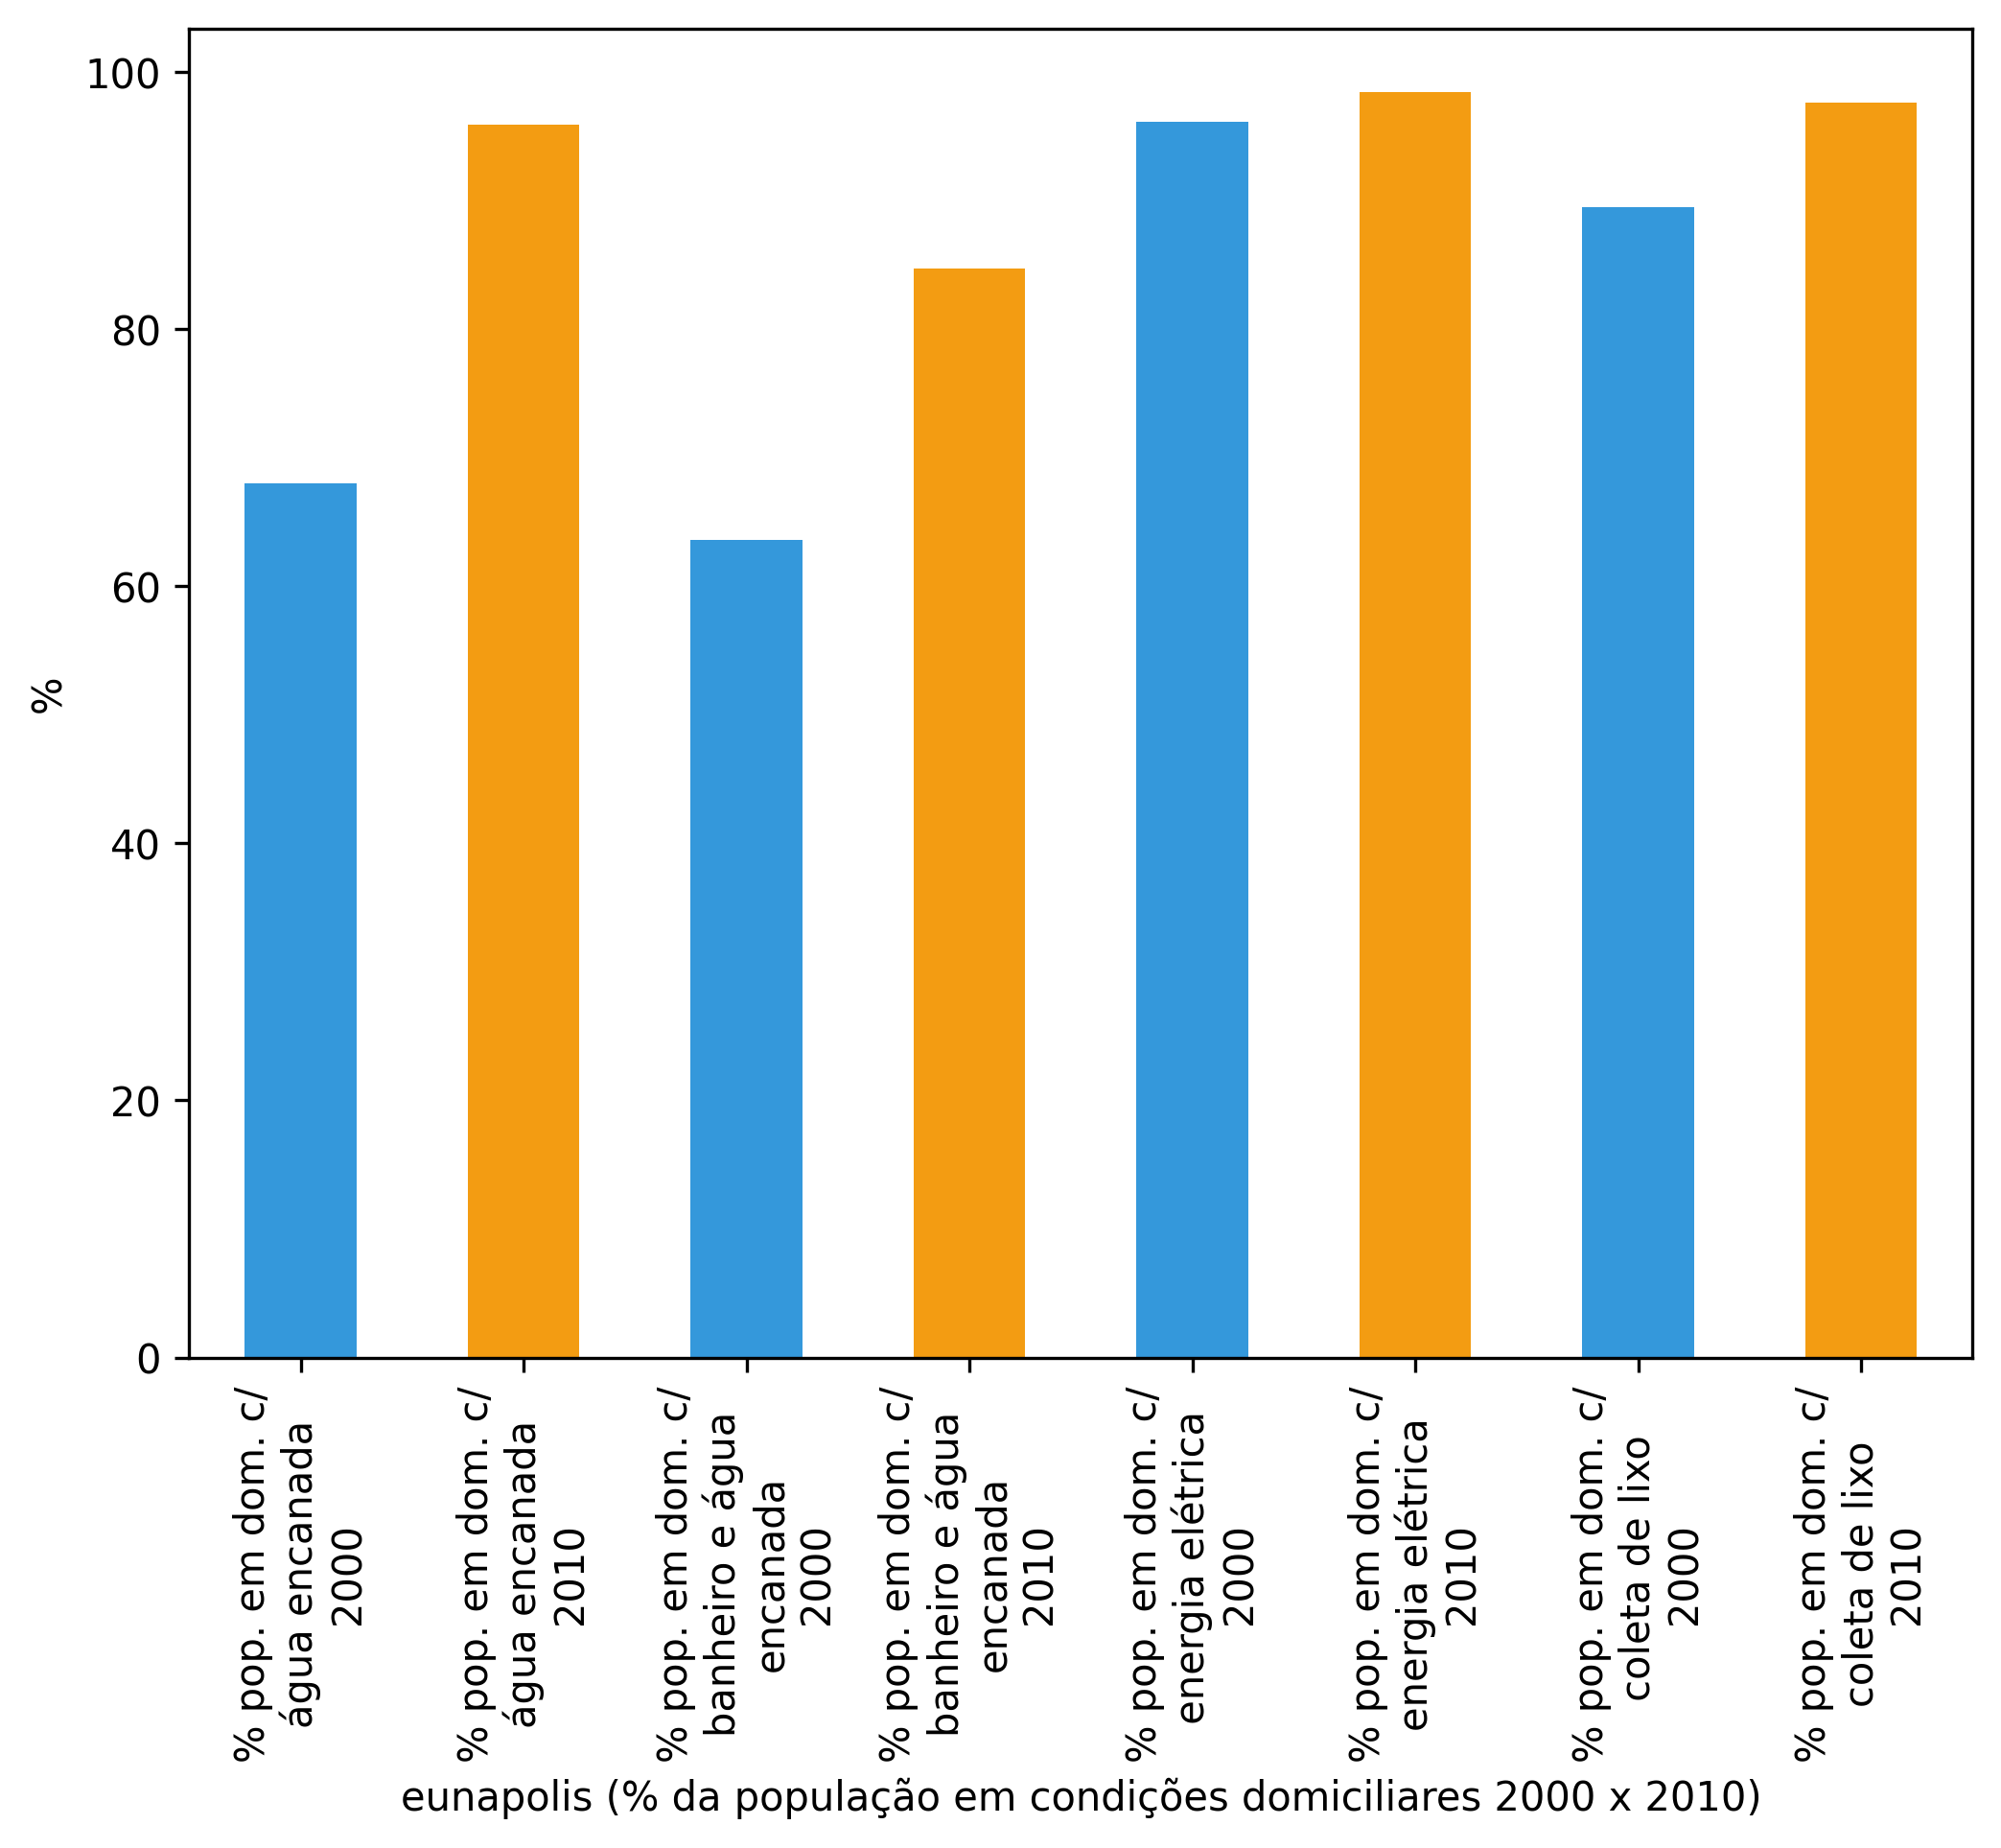 100
80
60
40
20
0
%
% pop. em dom. c/
água encanada
2000
% pop. em dom. c/
água encanada
2010
% pop. em dom. c/
banheiro e água
encanada
2000
% pop. em dom. c/
banheiro e água
encanada
2010
% pop. em dom. c/
energia elétrica
2000
% pop. em dom. c/
energia elétrica
2010
% pop. em dom. c/
coleta de lixo
2000
% pop. em dom. c/
coleta de lixo
2010
eunapolis (% da população em condições domiciliares 2000 x 2010)